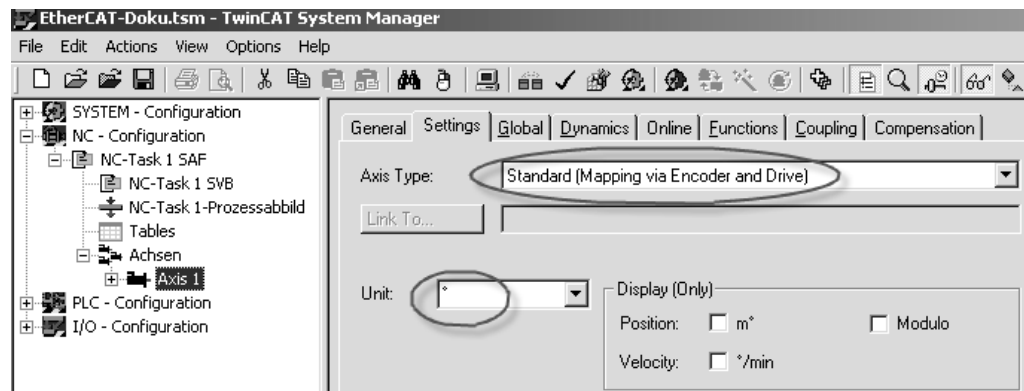 EtherCAT-Doku.tsm - TwinCAT System Manager
File Edit Actions View Options Help
SYSTEM - Configuration
NC - Configuration
NC-Task 1 SAF
NC-Task 1 SVB
NC-Task 1-Prozessabbild
Tables
Achsen
Axis 1
PLC - Configuration
I/O - Configuration
General Settings Global Dynamics Online Functions Coupling Compensation
Axis Type: Standard (Mapping via Encoder and Drive)
Link To...
Unit: °
Display (Only)
Position: m° Modulo
Velocity: °/min